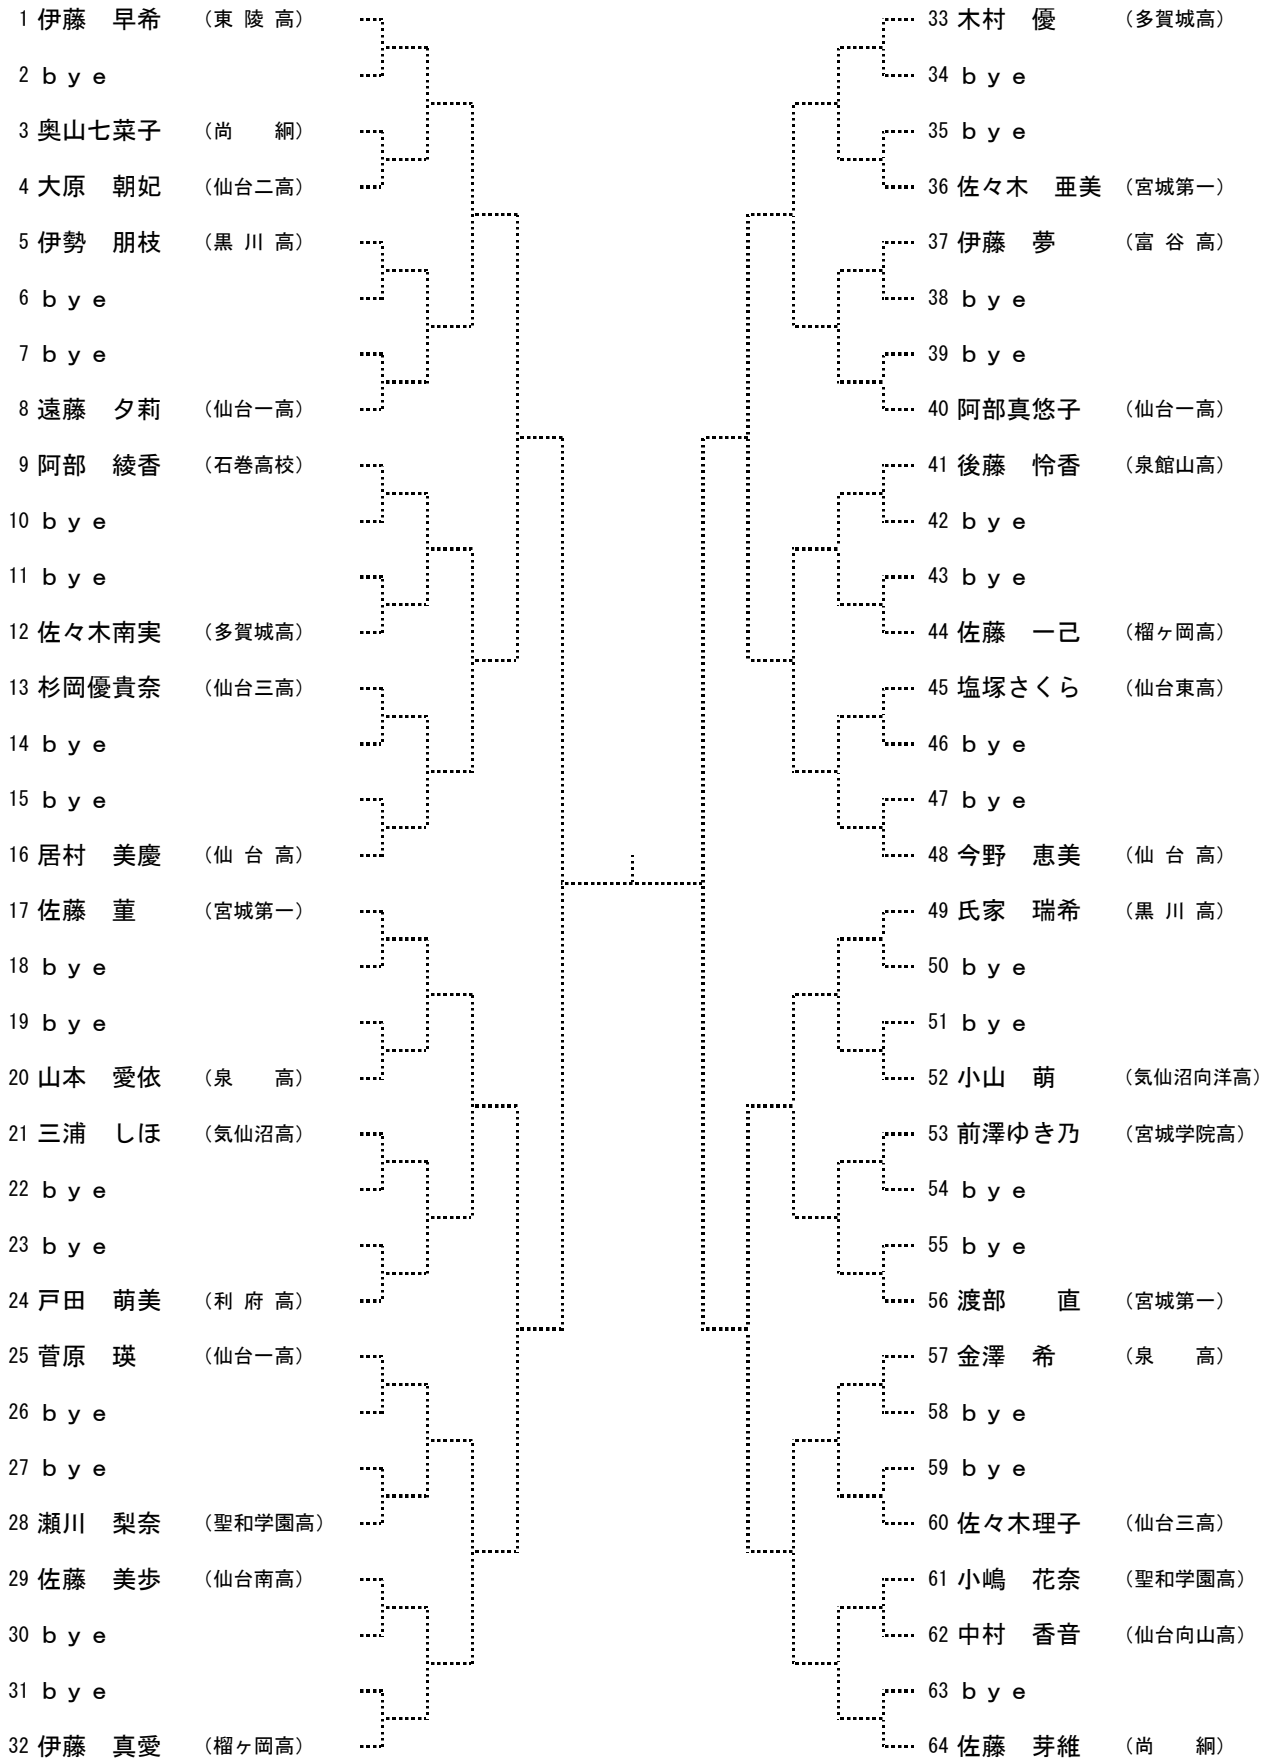 1 伊藤　早希 （東 陵 高）
2 ｂｙｅ
3 奥山七菜子 （尚　　絅）
4 大原　朝妃 （仙台二高）
5 伊勢　朋枝 （黒 川 高）
6 ｂｙｅ
7 ｂｙｅ
8 遠藤　夕莉 （仙台一高）
9 阿部　綾香 （石巻高校）
10 ｂｙｅ
11 ｂｙｅ
12 佐々木南実 （多賀城高）
13 杉岡優貴奈 （仙台三高）
14 ｂｙｅ
15 ｂｙｅ
16 居村　美慶 （仙 台 高）
17 佐藤　菫 （宮城第一）
18 ｂｙｅ
19 ｂｙｅ
20 山本　愛依 （泉　　高）
21 三浦　しほ （気仙沼高）
22 ｂｙｅ
23 ｂｙｅ
24 戸田　萌美 （利 府 高）
25 菅原　瑛 （仙台一高）
26 ｂｙｅ
27 ｂｙｅ
28 瀬川　梨奈 （聖和学園高）
29 佐藤　美歩 （仙台南高）
30 ｂｙｅ
31 ｂｙｅ
32 伊藤　真愛 （榴ヶ岡高）
33 木村　優 （多賀城高）
34 ｂｙｅ
35 ｂｙｅ
36 佐々木　亜美 （宮城第一）
37 伊藤　夢 （富 谷 高）
38 ｂｙｅ
39 ｂｙｅ
40 阿部真悠子 （仙台一高）
41 後藤　怜香 （泉館山高）
42 ｂｙｅ
43 ｂｙｅ
44 佐藤　一己 （榴ヶ岡高）
45 塩塚さくら （仙台東高）
46 ｂｙｅ
47 ｂｙｅ
48 今野　恵美 （仙 台 高）
49 氏家　瑞希 （黒 川 高）
50 ｂｙｅ
51 ｂｙｅ
52 小山　萌 （気仙沼向洋高）
53 前澤ゆき乃 （宮城学院高）
54 ｂｙｅ
55 ｂｙｅ
56 渡部　　直 （宮城第一）
57 金澤　希 （泉　　高）
58 ｂｙｅ
59 ｂｙｅ
60 佐々木理子 （仙台三高）
61 小嶋　花奈 （聖和学園高）
62 中村　香音 （仙台向山高）
63 ｂｙｅ
64 佐藤　芽維 （尚　　絅）